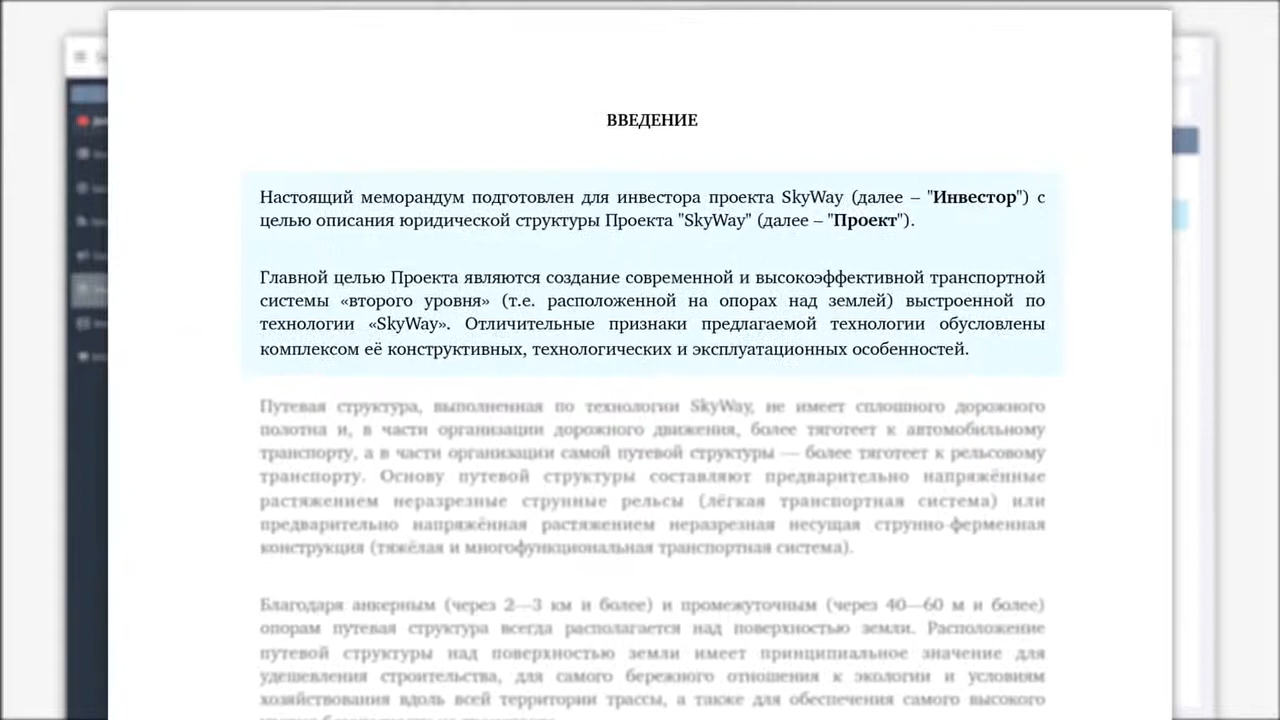 ВВЕДЕНИЕ
Настоящий меморандум подготовлен для инвестора проекта SkyWay (далее – "Инвестор") с
целью описания юридической структуры Проекта "SkyWay" (далее – "Проект").
Главной целью Проекта являются создание современной и высокоэффективной транспортной
системы «второго уровня» (т.е. расположенной на опорах над землей) выстроенной по
технологии «SkyWay». Отличительные признаки предлагаемой технологии обусловлены
комплексом её конструктивных, технологических и эксплуатационных особенностей.
Путевая структура, выполненная по технологии SkyWay, не имеет сплошного дорожного
полотна и, в части организации дорожного движения, более тяготеет к автомобильному
транспорту, а в части организации самой путевой структуры — более тяготеет к рельсовому
транспорту. Основу путевой структуры составляют предварительно напряжённые
растяжением неразрезные струнные рельсы (лёгкая транспортная система) или
предварительно напряжённая растяжением неразрезная несущая струнно-ферменная
конструкция (тяжёлая и многофункциональная транспортная система).
Благодаря анкерным (через 2—3 км и более) и промежуточным (через 40—60 м и более)
опорам путевая структура всегда располагается над поверхностью земли. Расположение
путевой структуры над поверхностью земли имеет принципиальное значение для
удешевления строительства, для самого бережного отношения к экологии и условиям
хозяйствования вдоль всей территории трассы, а также для обеспечения самого высокого